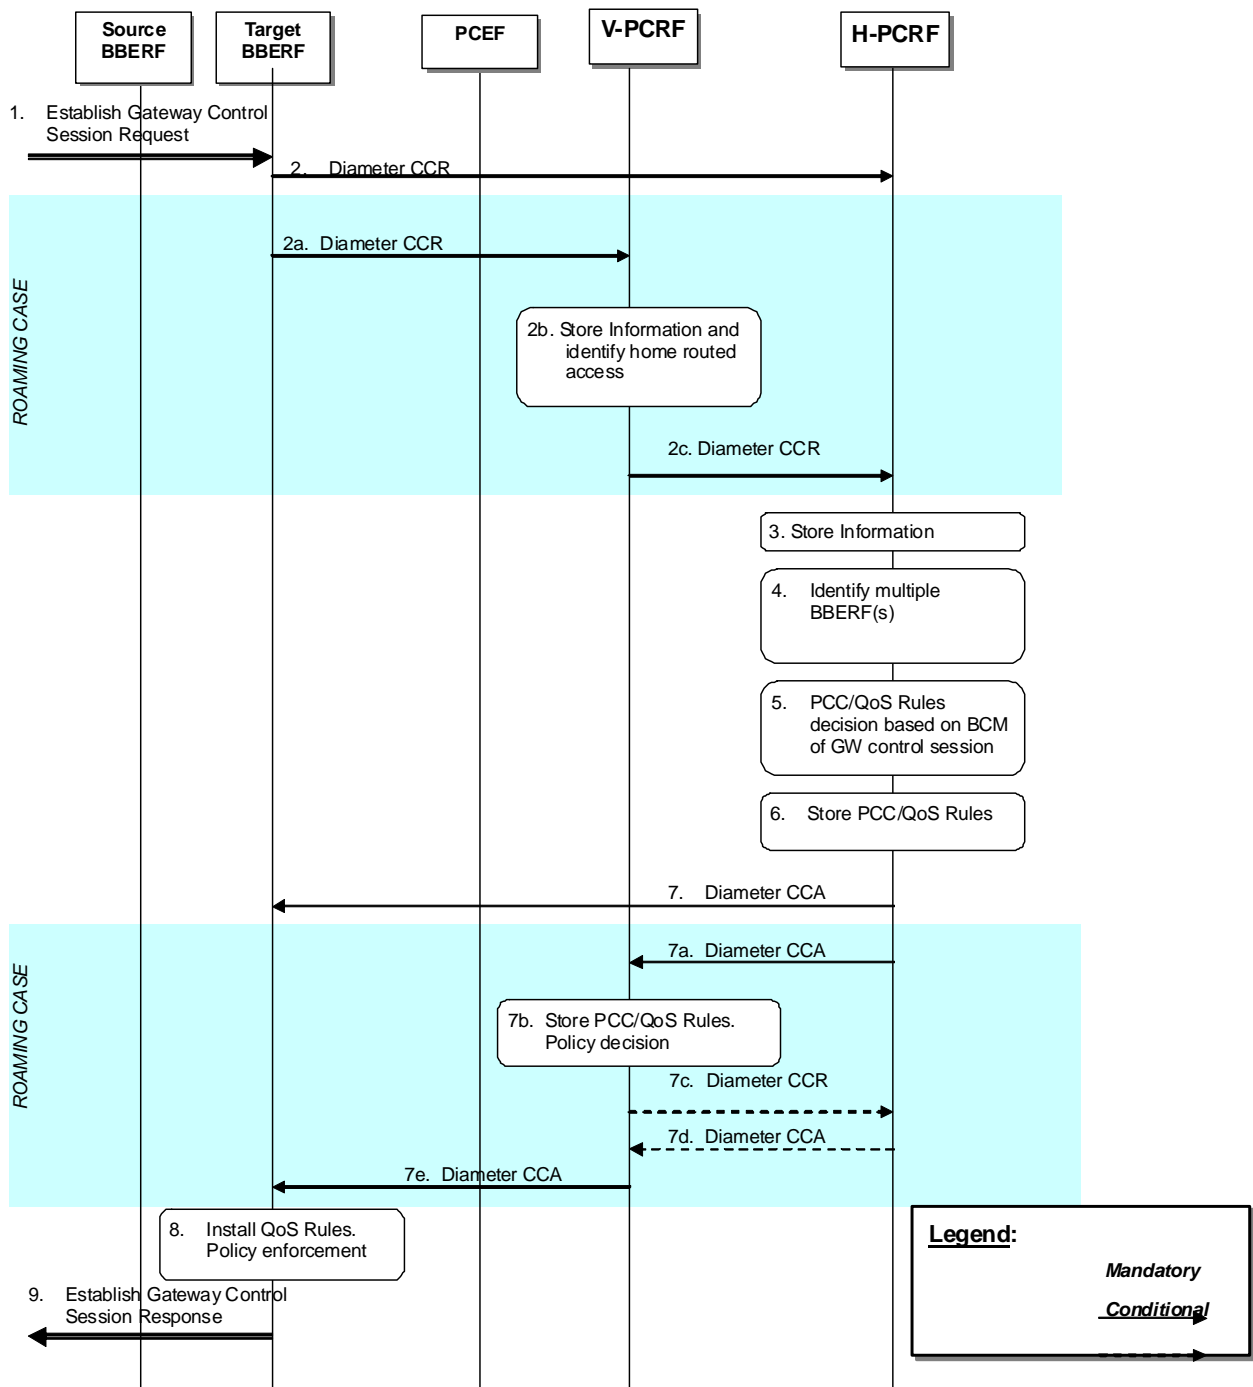 Source
BBERF
Target
BBERF
PCEF
V-PCRF
H-PCRF
1. Establish Gateway Control
Session Request
2. Diameter CCR
ROAMING CASE
2a. Diameter CCR
2b. Store Information and
identify home routed
access
2c. Diameter CCR
3. Store Information
4. Identify multiple
BBERF(s)
5. PCC/QoS Rules
decision based on BCM
of GW control session
6. Store PCC/QoS Rules
7. Diameter CCA
ROAMING CASE
7a. Diameter CCA
7b. Store PCC/QoS Rules.
Policy decision
7c. Diameter CCR
7d. Diameter CCA
7e. Diameter CCA
8. Install QoS Rules.
Policy enforcement
9. Establish Gateway Control
Session Response
Legend:
Mandatory
Conditional